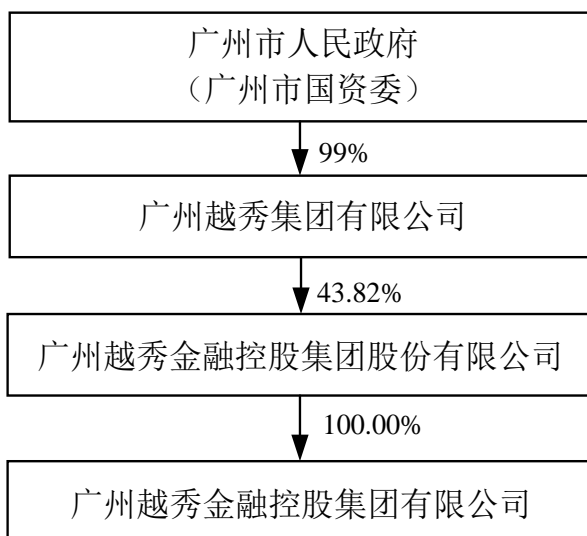 广州市人民政府
（广州市国资委）
99%
广州越秀集团有限公司
43.82%
广州越秀金融控股集团股份有限公司
100.00%
广州越秀金融控股集团有限公司